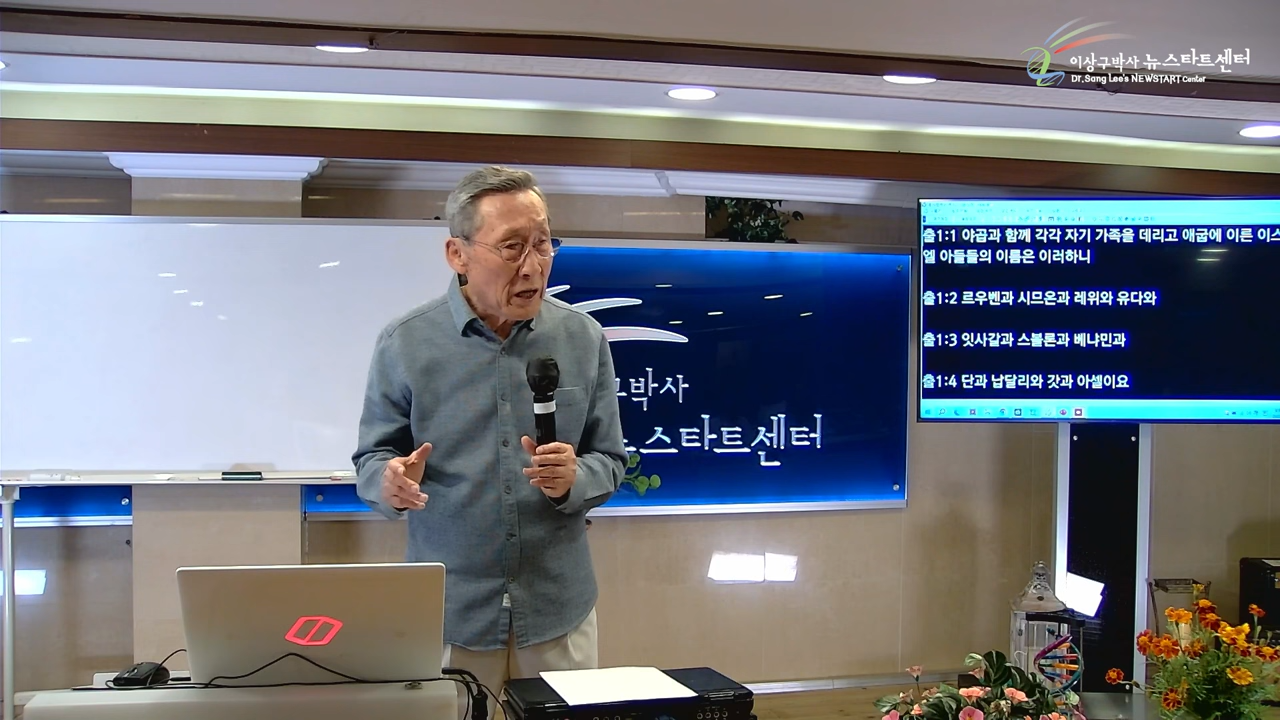 이상구박사 뉴스타트센터
Dr. Sang Lee's NEWSTART Center
출1:1 야곱과 함께 각각 자기 가족을 데리고 애굽에 이른 이스
엘 아들들의 이름은 이러하니
출1:2 르우벤과 시므온과 레위와 유다와
출1:3 잇사갈과 스불론과 베냐민과
출1:4 단과 납달리와 갓과 아셀이요
구박사
뉴스타트센터